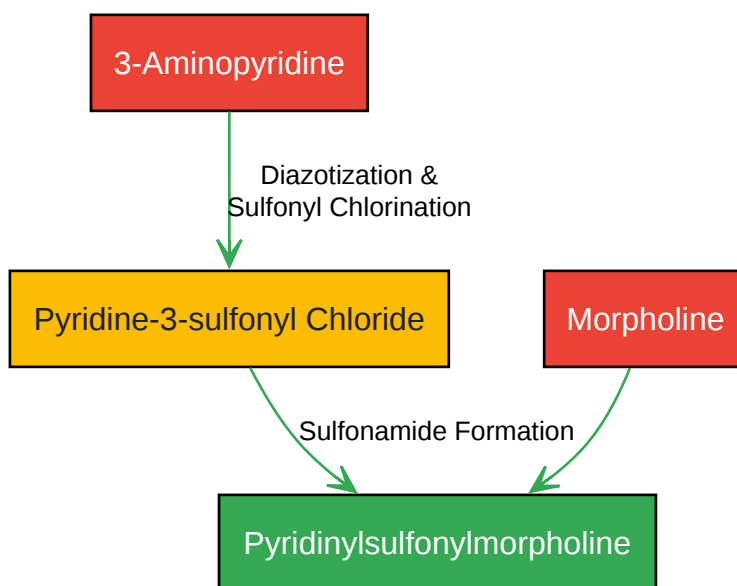 3-Aminopyridine
Diazotization &
Sulfonyl Chlorination
Pyridine-3-sulfonyl Chloride
Morpholine
Sulfonamide Formation
Pyridinylsulfonylmorpholine